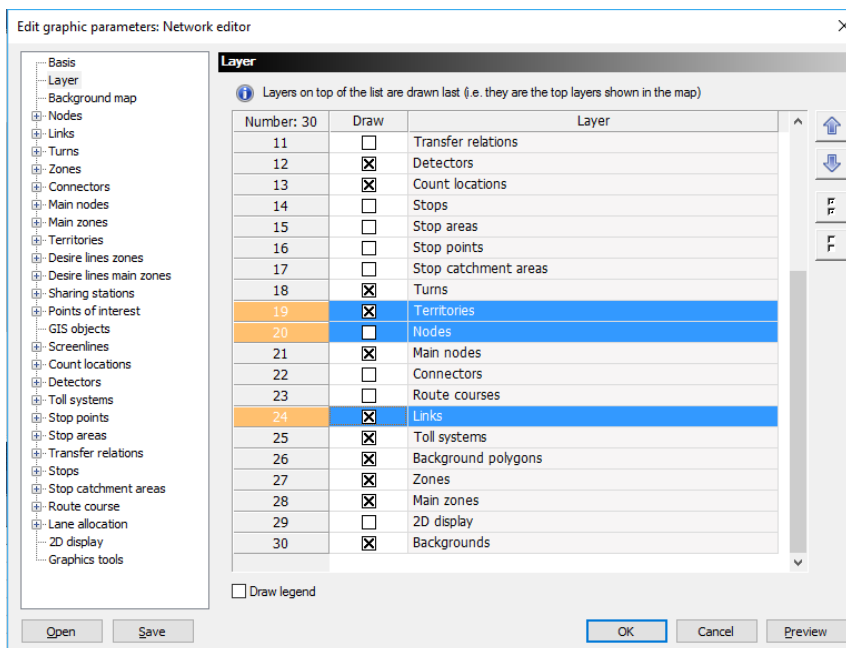 Edit graphic parameters: Network editor
Basis
Layer
Background map
Nodes
Links
Turns
Zones
Connectors
Main nodes
Main zones
Territories
Desire lines zones
Desire lines main zones
Sharing stations
Points of interest
GIS objects
Screenlines
Count locations
Detectors
Toll systems
Stop points
Stop areas
Transfer relations
Stops
Stop catchment areas
Route course
Lane allocation
2D display
Graphics tools
Layer
Layers on top of the list are drawn last (i.e. they are the top layers shown in the map)
Number: 30 Draw Layer
11 Transfer relations
12 Detectors
13 Count locations
14 Stops
15 Stop areas
16 Stop points
17 Stop catchment areas
18 Turns
19 Territories
20 Nodes
21 Main nodes
22 Connectors
23 Route courses
24 Links
25 Toll systems
26 Background polygons
27 Zones
28 Main zones
29 2D display
30 Backgrounds
Draw legend
Open Save OK Cancel Preview